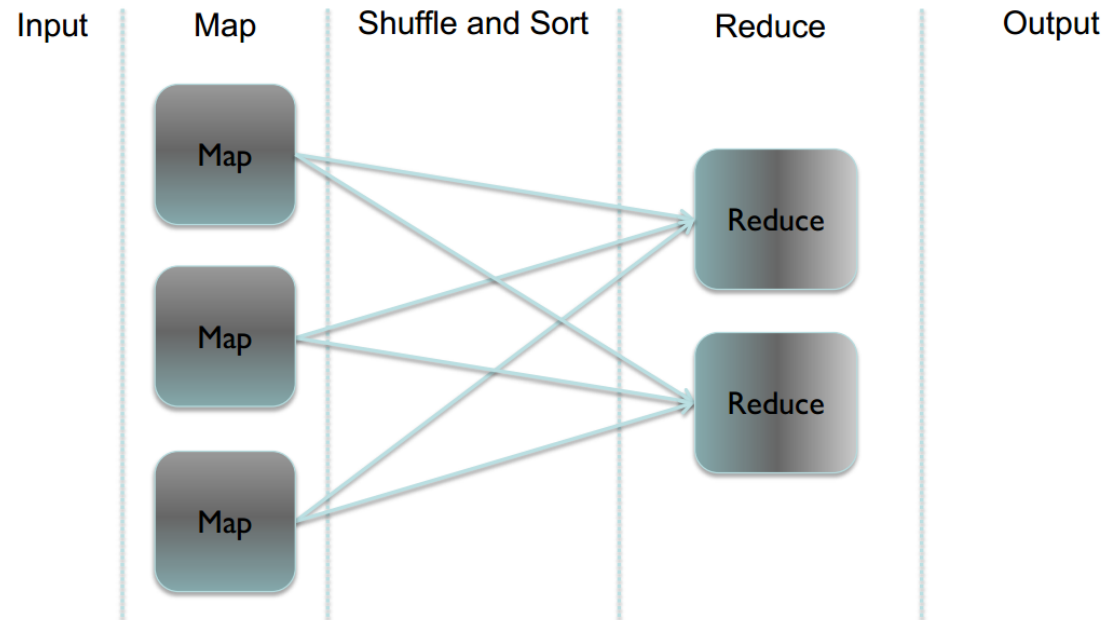 Input
Map
Shuffle and Sort
Reduce
Output
Map
Map
Map
Reduce
Reduce